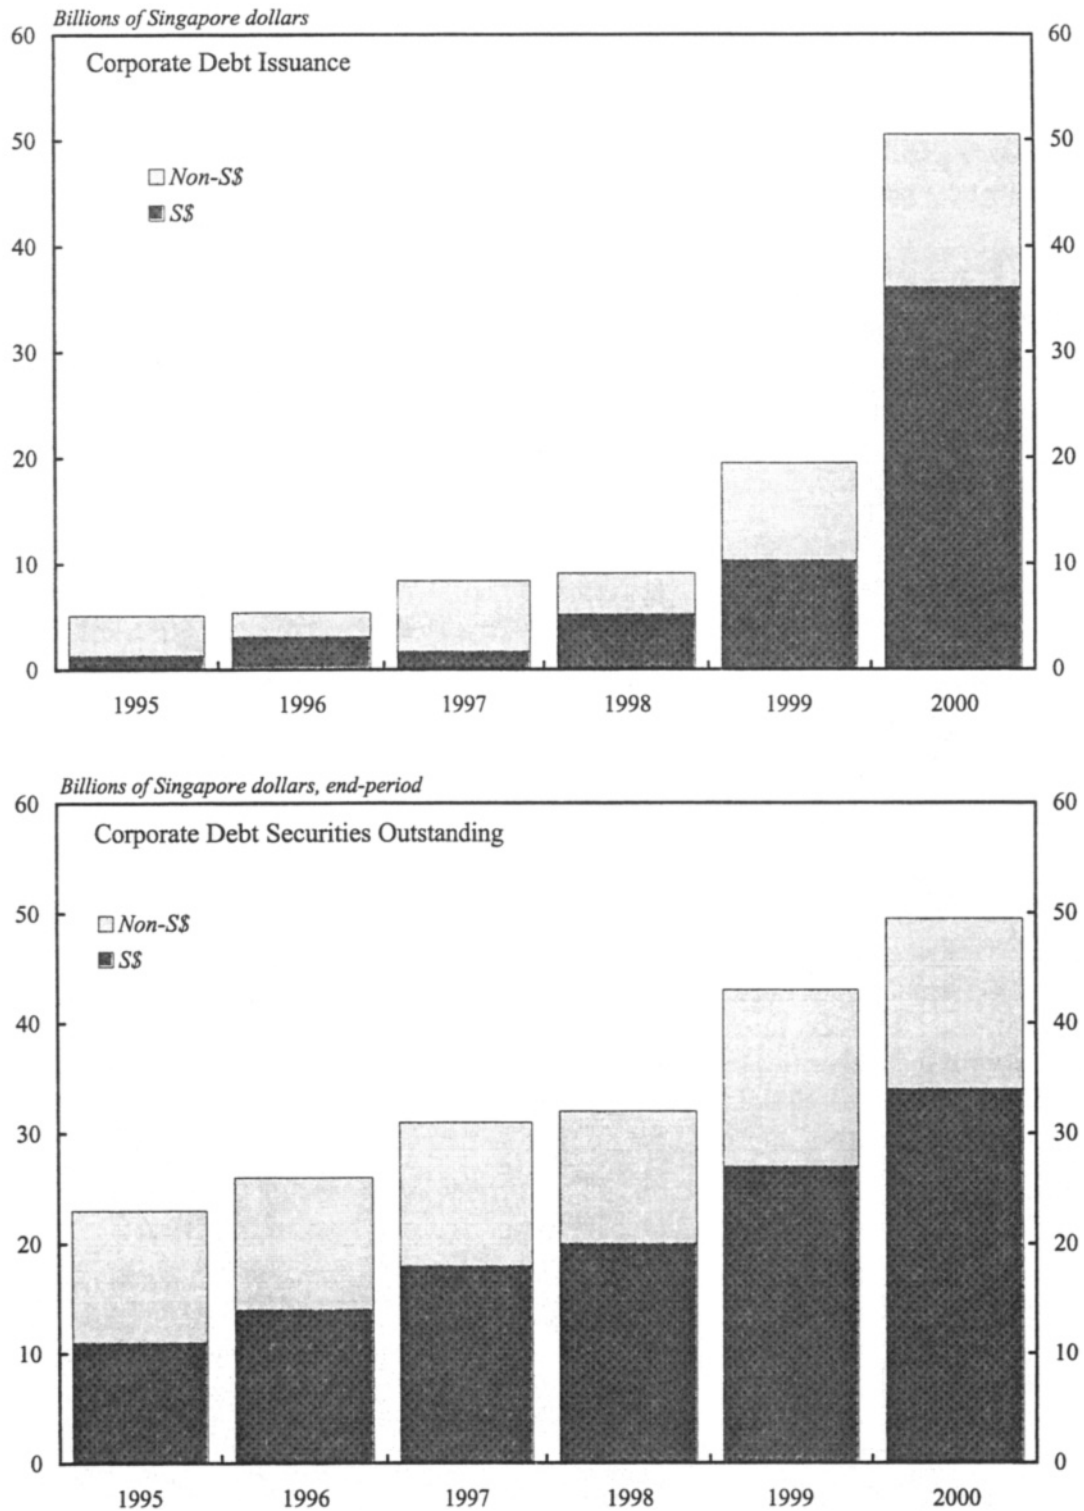 Billions of Singapore dollars
60 60
Corporate Debt Issuance
50 50
Non-S$
S$
40 40
30 30
20 20
10 10
0 0
1995 1996 1997 1998 1999 2000
Billions of Singapore dollars, end-period
60 60
Corporate Debt Securities Outstanding
50 50
Non-S$
S$
40 40
30 30
20 20
10 10
0 0
1995 1996 1997 1998 1999 2000